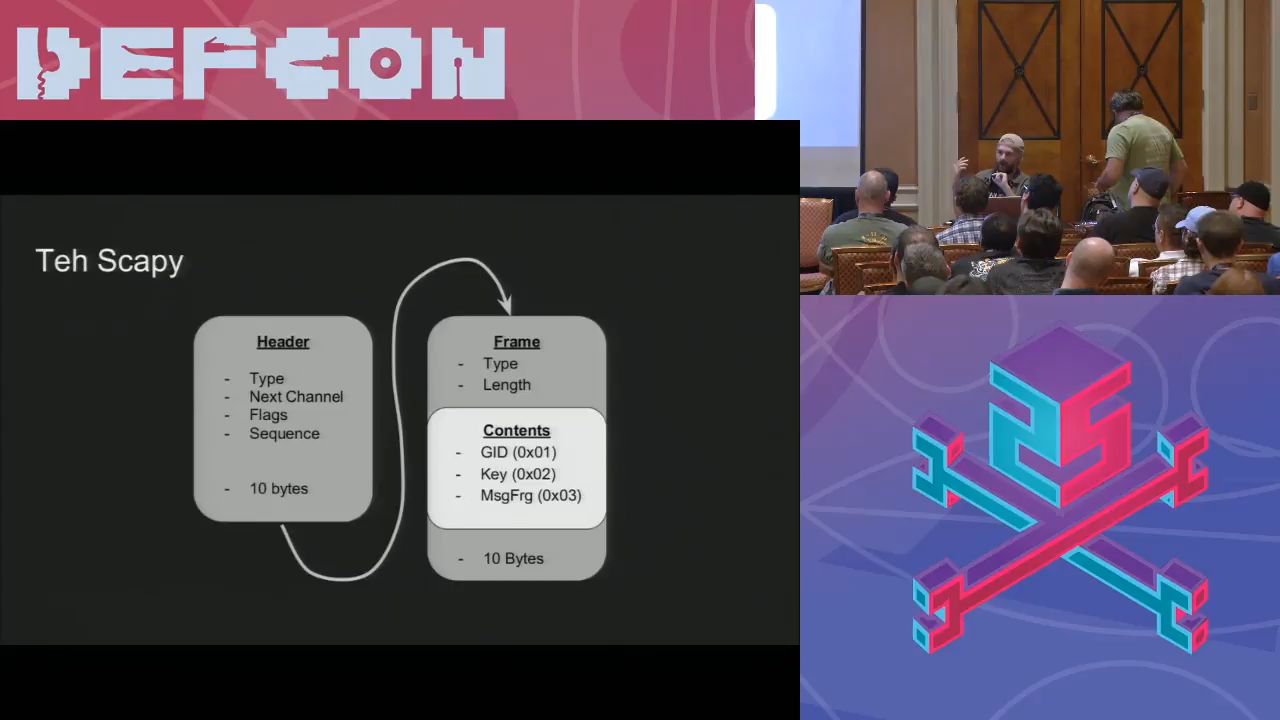 DEFCON
Teh Scapy
Header
- Type
- Next Channel
- Flags
- Sequence
- 10 bytes
Frame
- Type
- Length
Contents
- GID (0x01)
- Key (0x02)
- MsgFrg (0x03)
- 10 Bytes
25